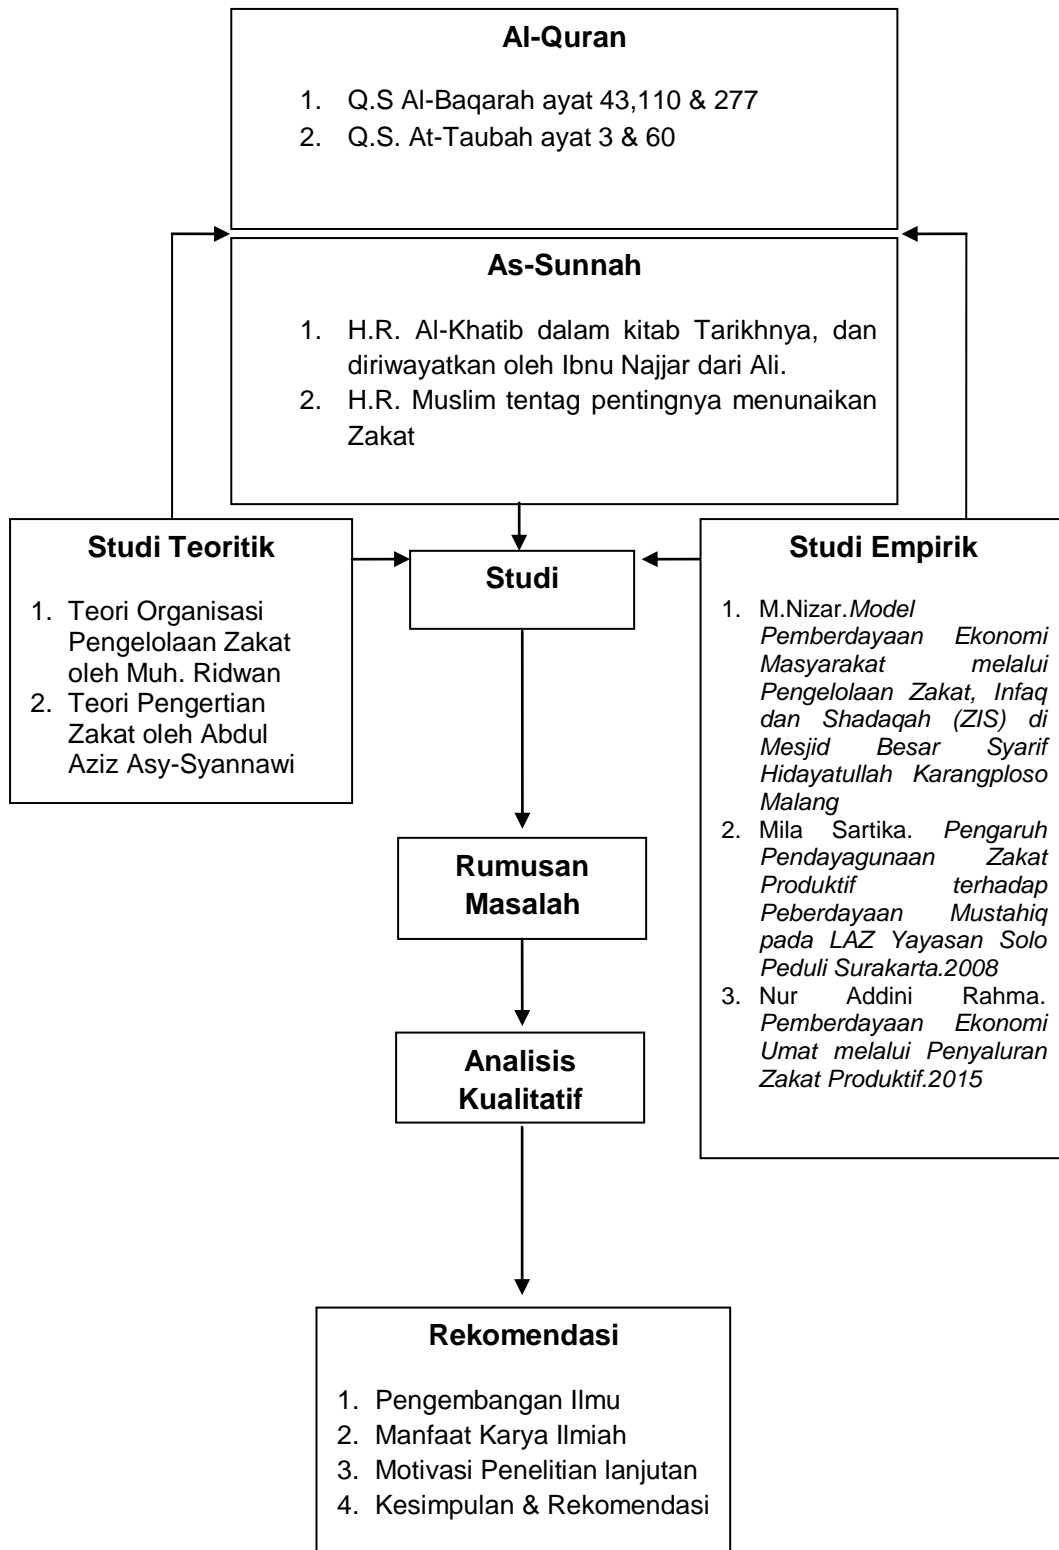 Al-Quran
1. Q.S Al-Baqarah ayat 43,110 & 277
2. Q.S. At-Taubah ayat 3 & 60
As-Sunnah
1. H.R. Al-Khatib dalam kitab Tarikhnya, dan
diriwayatkan oleh Ibnu Najjar dari Ali.
2. H.R. Muslim tentag pentingnya menunaikan
Zakat
Studi Teoritik
1. Teori Organisasi
Pengelolaan Zakat
oleh Muh. Ridwan
2. Teori Pengertian
Zakat oleh Abdul
Aziz Asy-Syannawi
Studi
Studi Empirik
1. M.Nizar.Model
Pemberdayaan Ekonomi
Masyarakat melalui
Pengelolaan Zakat, Infaq
dan Shadaqah (ZIS) di
Mesjid Besar Syarif
Hidayatullah Karangploso
Malang
2. Mila Sartika. Pengaruh
Pendayagunaan Zakat
Produktif terhadap
Peberdayaan Mustahiq
pada LAZ Yayasan Solo
Peduli Surakarta.2008
3. Nur Addini Rahma.
Pemberdayaan Ekonomi
Umat melalui Penyaluran
Zakat Produktif.2015
Rumusan
Masalah
Analisis
Kualitatif
Rekomendasi
1. Pengembangan Ilmu
2. Manfaat Karya Ilmiah
3. Motivasi Penelitian lanjutan
4. Kesimpulan & Rekomendasi